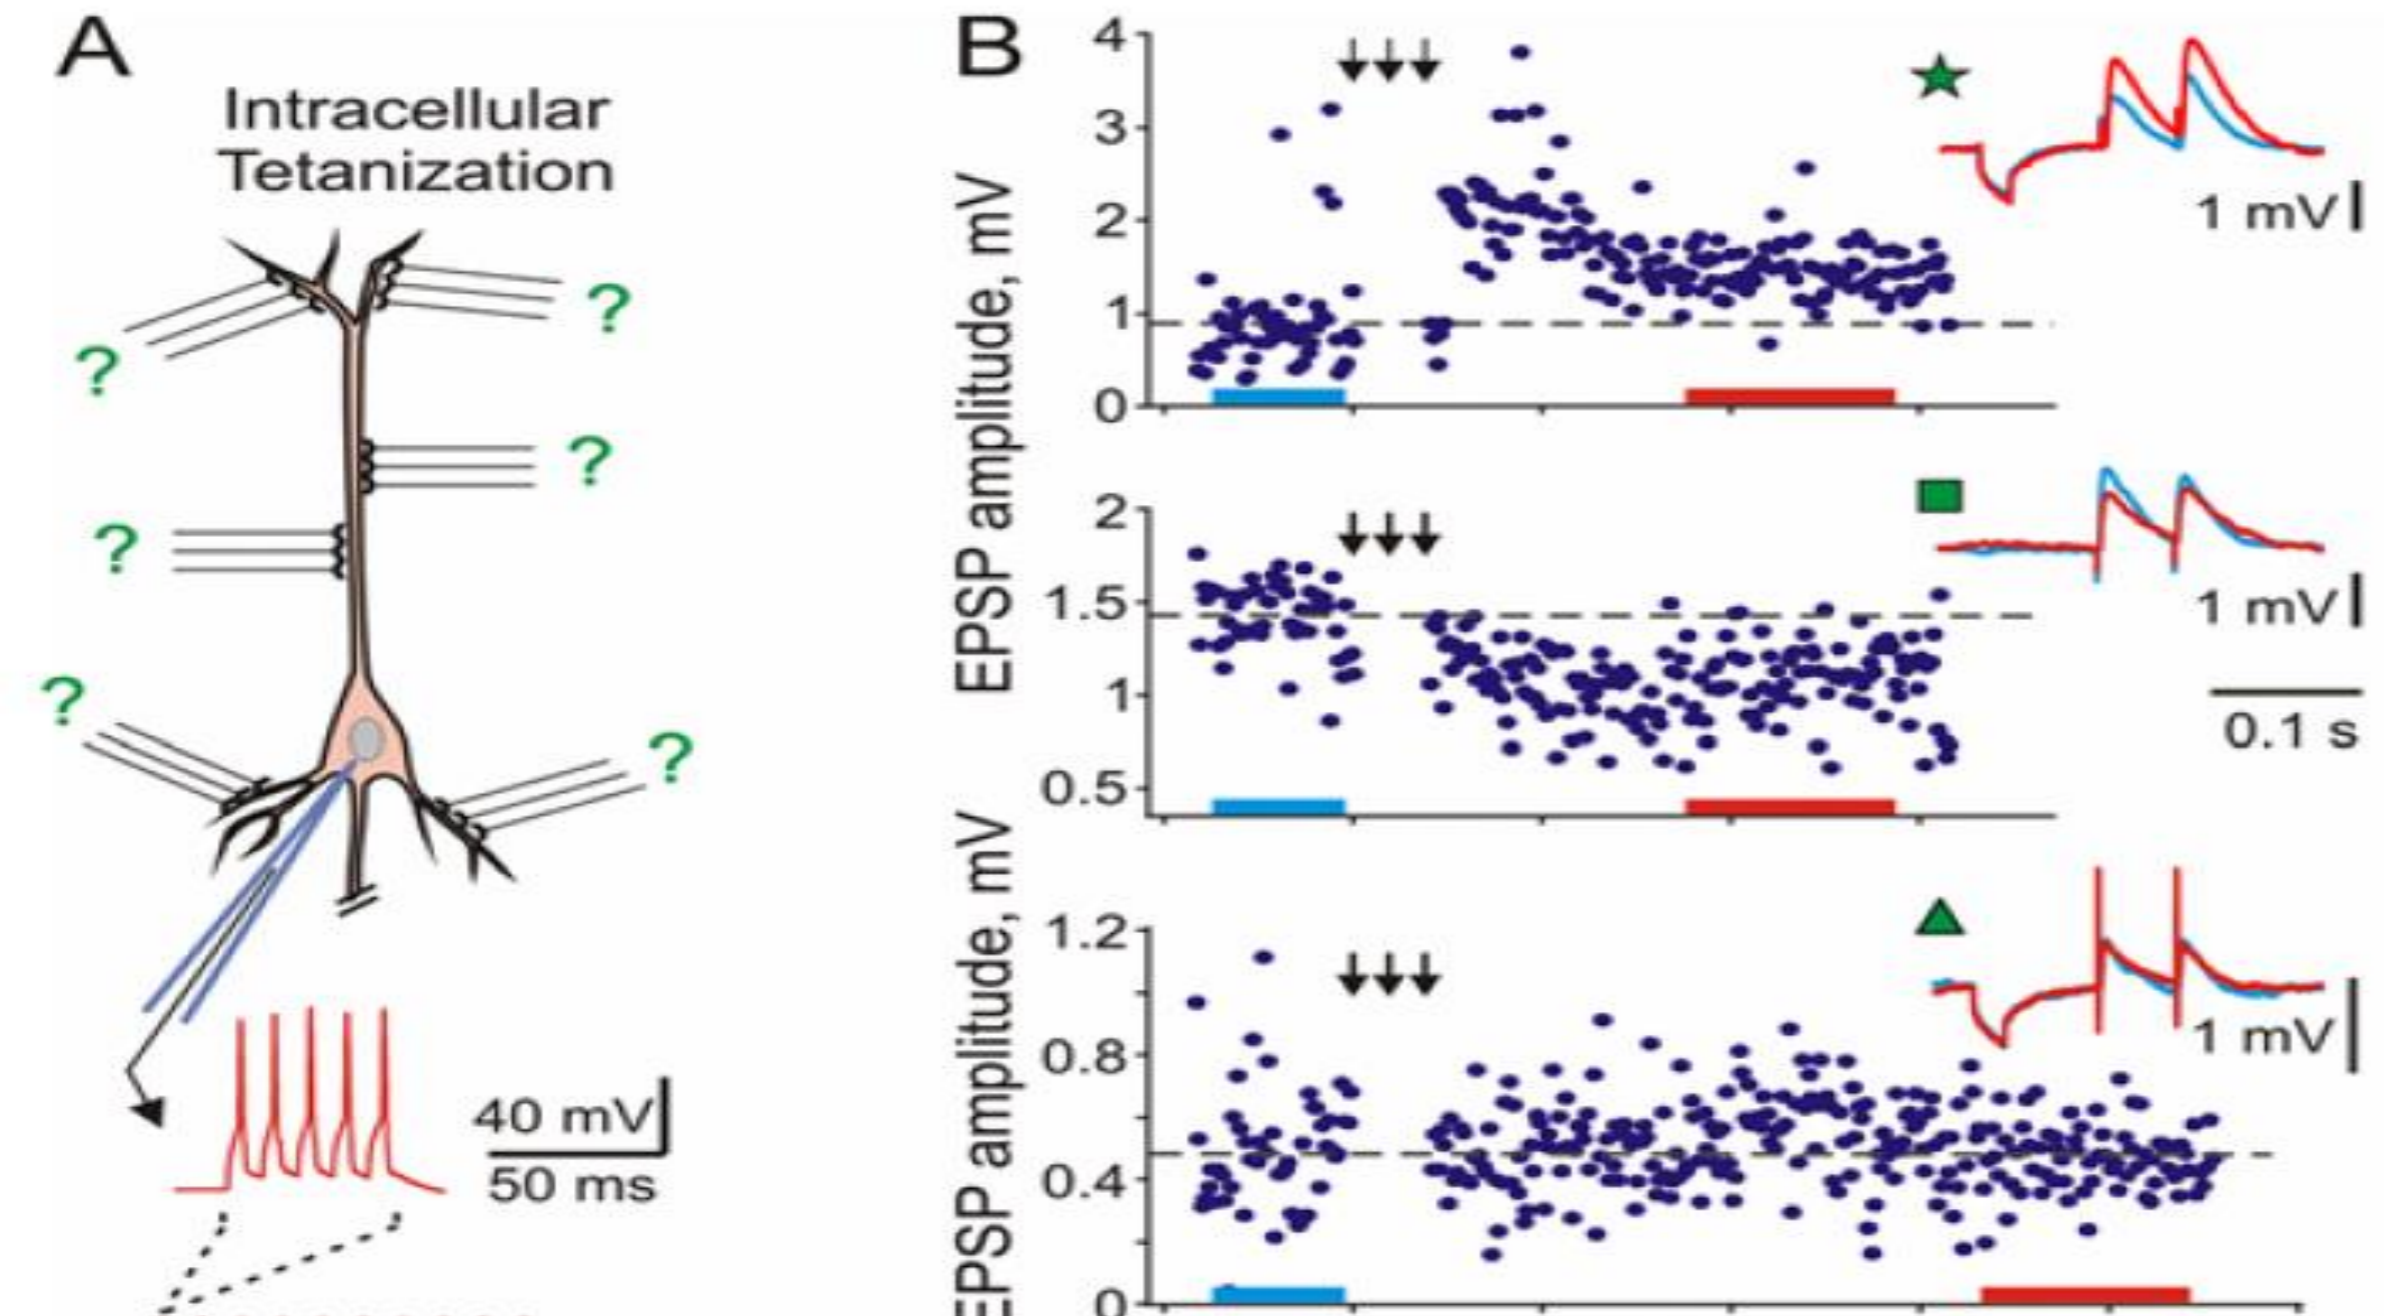 A
Intracellular
Tetanization
?
?
?
?
?
?
40 mV
50 ms
B
EPSP amplitude, mV
4
3
2
1
0
1 mV
2
1.5
1
0.5
1 mV
0.1 s
EPSP amplitude, mV
1.2
0.8
0.4
0
1 mV